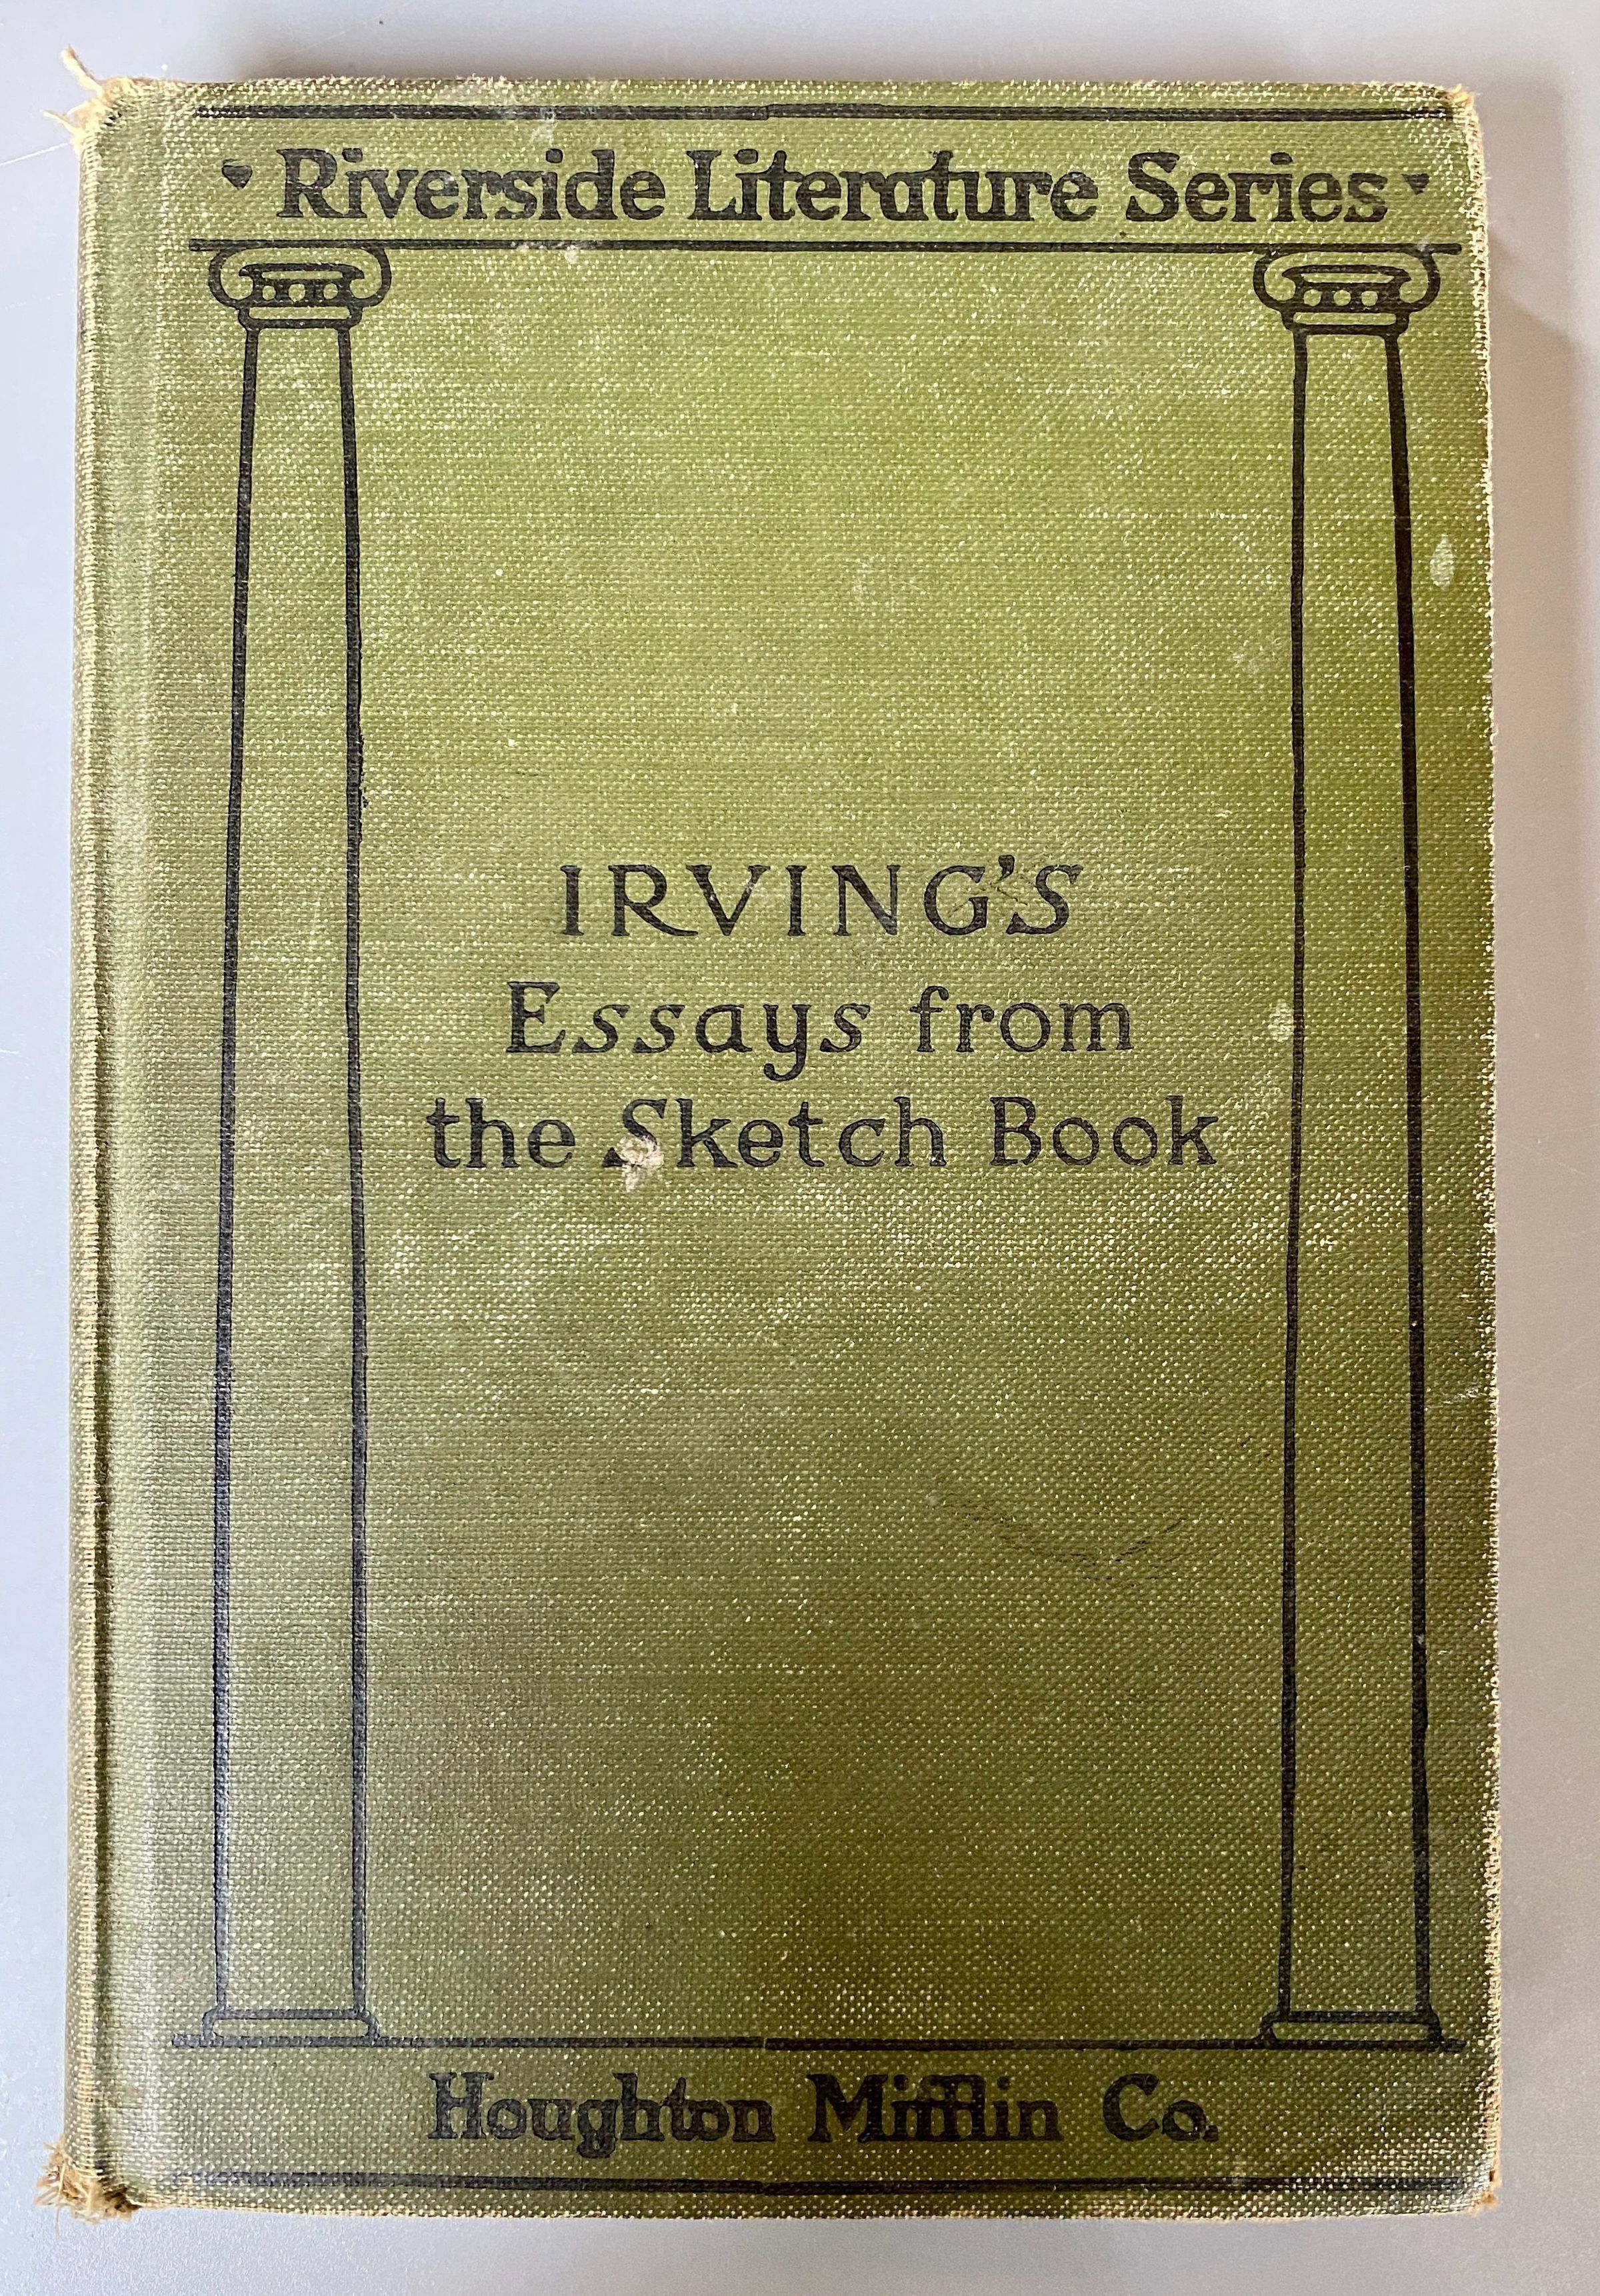 Riverside Literature Series
IRVING'S
Essays from
the Sketch Book
Houghton Mifflin Co.